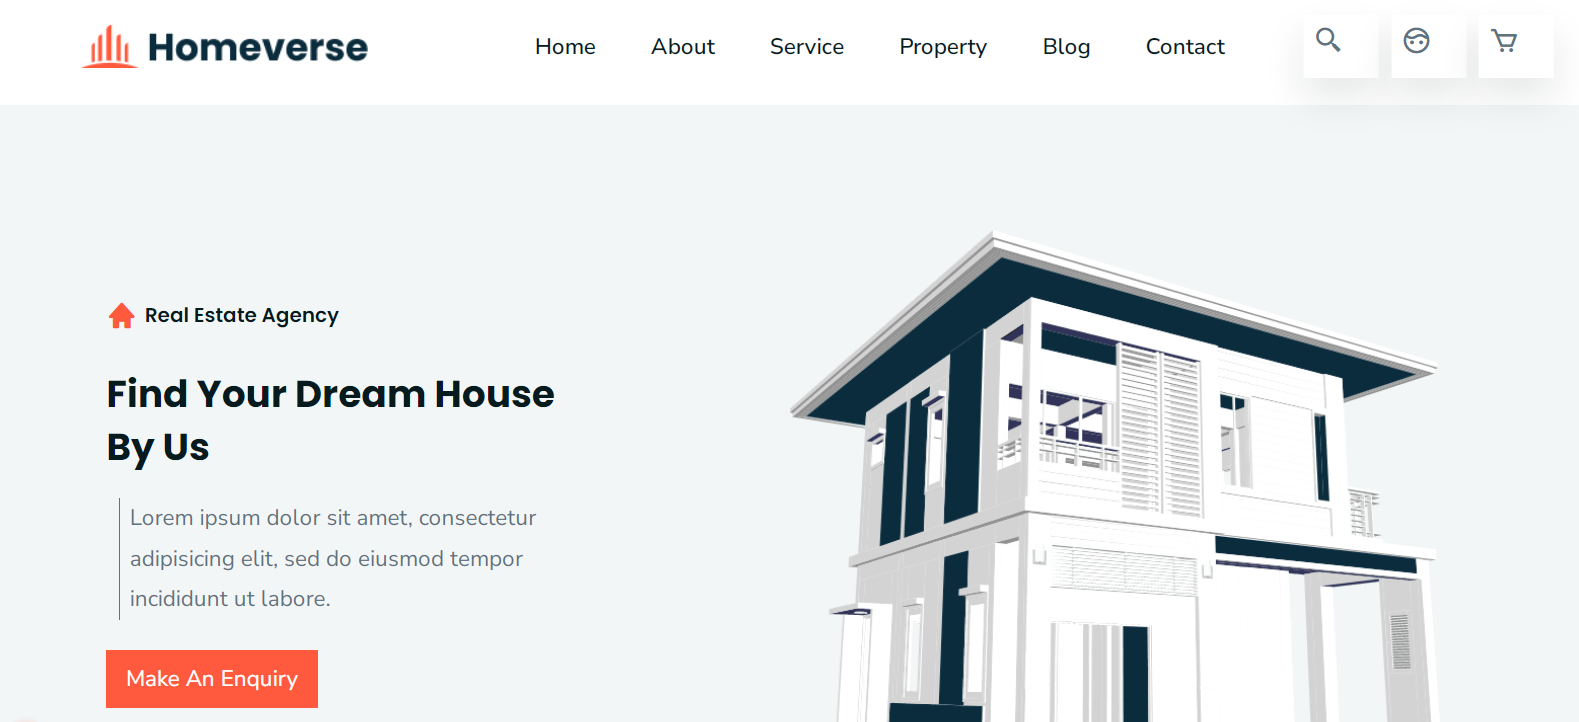 Homeverse
Home About Service Property Blog Contact
Real Estate Agency
Find Your Dream House
By Us
Lorem ipsum dolor sit amet, consectetur
adipisicing elit, sed do eiusmod tempor
incididunt ut labore.
Make An Enquiry